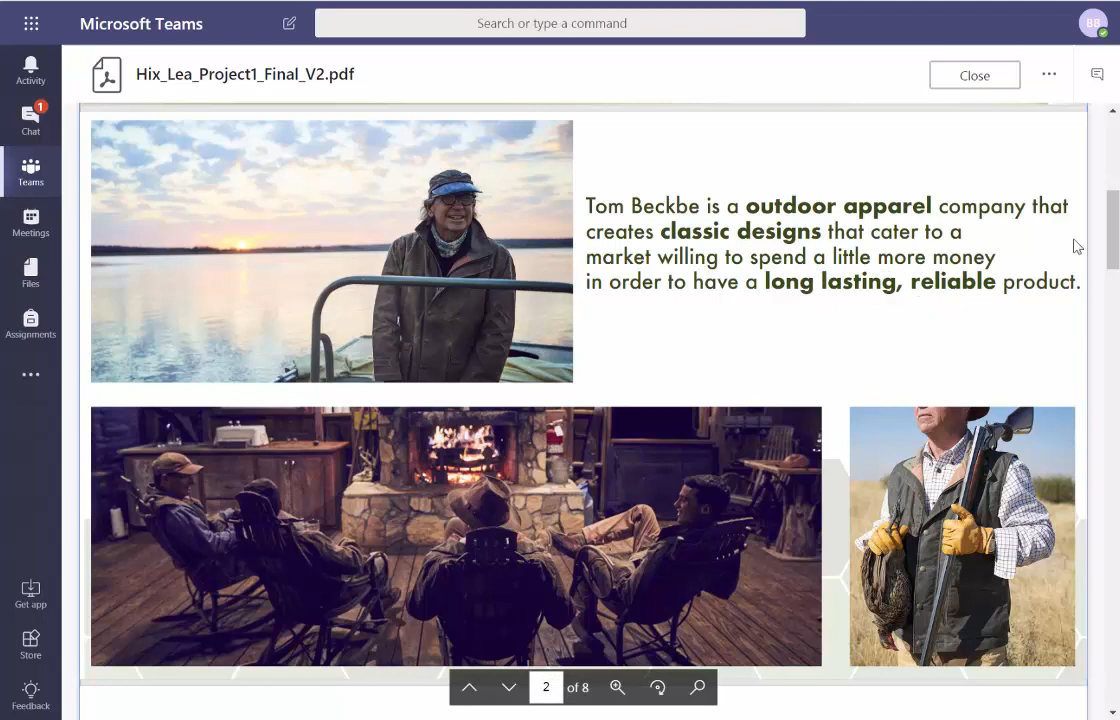 Microsoft Teams
Search or type a command
BB
Activity
1
Chat
Teams
Meetings
Files
Assignments
Get app
Store
Feedback
Hix_Lea_Project1_Final_V2.pdf
Close
Tom Beckbe is a outdoor apparel company that
creates classic designs that cater to a
market willing to spend a little more money
in order to have a long lasting, reliable product.
2 of 8